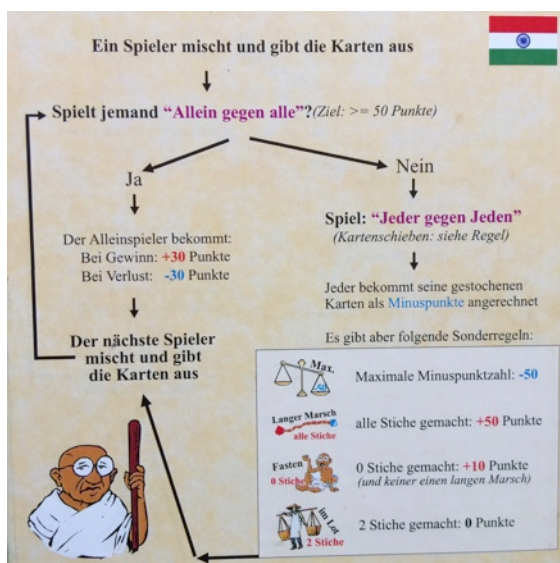 Ein Spieler mischt und gibt die Karten aus
Spielt jemand “Allein gegen alle”? (Ziel: >= 50 Punkte)
Ja
Nein
Der Alleinspieler bekommt:
Bei Gewinn: +30 Punkte
Bei Verlust: -30 Punkte
Der nächste Spieler
mischt und gibt
die Karten aus
Spiel: “Jeder gegen Jeden”
(Kartenschieben: siehe Regel)
Jeder bekommt seine gestochenen
Karten als Minuspunkte angerechnet
Es gibt aber folgende Sonderregeln:
Max.
-50
Maximale Minuspunktzahl: -50
Langer Marsch
alle Stiche
alle Stiche gemacht: +50 Punkte
Fasten
0 Stiche
0 Stiche gemacht: +10 Punkte
(und keiner einen langen Marsch)
im Lot
2 Stiche
2 Stiche gemacht: 0 Punkte